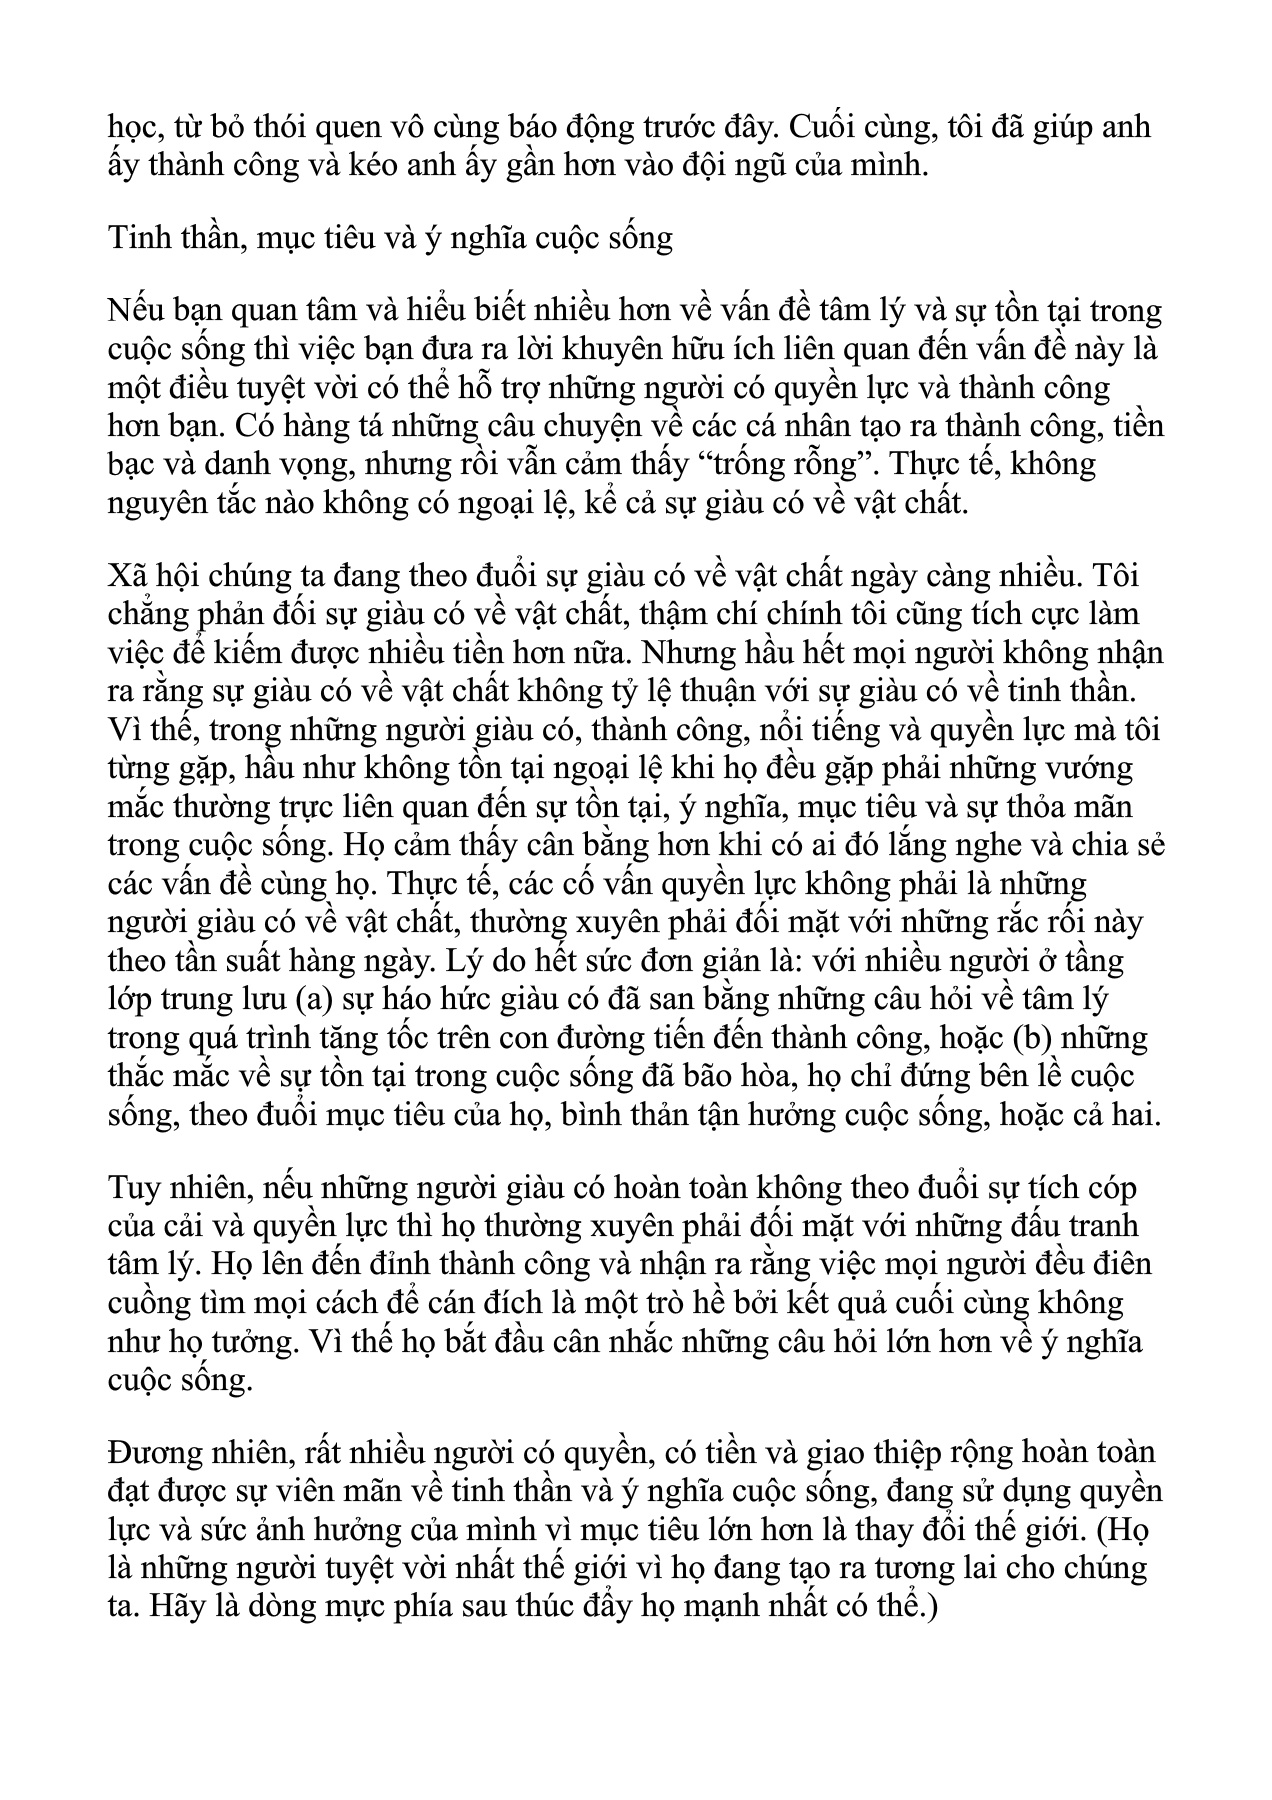 học, từ bỏ thói quen vô cùng báo động trước đây. Cuối cùng, tôi đã giúp anh
ấy thành công và kéo anh ấy gần hơn vào đội ngũ của mình.
Tinh thần, mục tiêu và ý nghĩa cuộc sống
Nếu bạn quan tâm và hiểu biết nhiều hơn về vấn đề tâm lý và sự tồn tại trong
cuộc sống thì việc bạn đưa ra lời khuyên hữu ích liên quan đến vấn đề này là
một điều tuyệt vời có thể hỗ trợ những người có quyền lực và thành công
hơn bạn. Có hàng tá những câu chuyện về các cá nhân tạo ra thành công, tiền
bạc và danh vọng, nhưng rồi vẫn cảm thấy “trống rỗng”. Thực tế, không
nguyên tắc nào không có ngoại lệ, kể cả sự giàu có về vật chất.
Xã hội chúng ta đang theo đuổi sự giàu có về vật chất ngày càng nhiều. Tôi
chẳng phản đối sự giàu có về vật chất, thậm chí chính tôi cũng tích cực làm
việc để kiếm được nhiều tiền hơn nữa. Nhưng hầu hết mọi người không nhận
ra rằng sự giàu có về vật chất không tỷ lệ thuận với sự giàu có về tinh thần.
Vì thế, trong những người giàu có, thành công, nổi tiếng và quyền lực mà tôi
từng gặp, hầu như không tồn tại ngoại lệ khi họ đều gặp phải những vướng
mắc thường trực liên quan đến sự tồn tại, ý nghĩa, mục tiêu và sự thỏa mãn
trong cuộc sống. Họ cảm thấy cân bằng hơn khi có ai đó lắng nghe và chia sẻ
các vấn đề cùng họ. Thực tế, các cố vấn quyền lực không phải là những
người giàu có về vật chất, thường xuyên phải đối mặt với những rắc rối này
theo tần suất hàng ngày. Lý do hết sức đơn giản là: với nhiều người ở tầng
lớp trung lưu (a) sự háo hức giàu có đã san bằng những câu hỏi về tâm lý
trong quá trình tăng tốc trên con đường tiến đến thành công, hoặc (b) những
thắc mắc về sự tồn tại trong cuộc sống đã bão hòa, họ chỉ đứng bên lề cuộc
sống, theo đuổi mục tiêu của họ, bình thản tận hưởng cuộc sống, hoặc cả hai.
Tuy nhiên, nếu những người giàu có hoàn toàn không theo đuổi sự tích cóp
của cải và quyền lực thì họ thường xuyên phải đối mặt với những đấu tranh
tâm lý. Họ lên đến đỉnh thành công và nhận ra rằng việc mọi người đều điên
cuồng tìm mọi cách để cán đích là một trò hề bởi kết quả cuối cùng không
như họ tưởng. Vì thế họ bắt đầu cân nhắc những câu hỏi lớn hơn về ý nghĩa
cuộc sống.
Đương nhiên, rất nhiều người có quyền, có tiền và giao thiệp rộng hoàn toàn
đạt được sự viên mãn về tinh thần và ý nghĩa cuộc sống, đang sử dụng quyền
lực và sức ảnh hưởng của mình vì mục tiêu lớn hơn là thay đổi thế giới. (Họ
là những người tuyệt vời nhất thế giới vì họ đang tạo ra tương lai cho chúng
ta. Hãy là dòng mực phía sau thúc đẩy họ mạnh nhất có thể.)